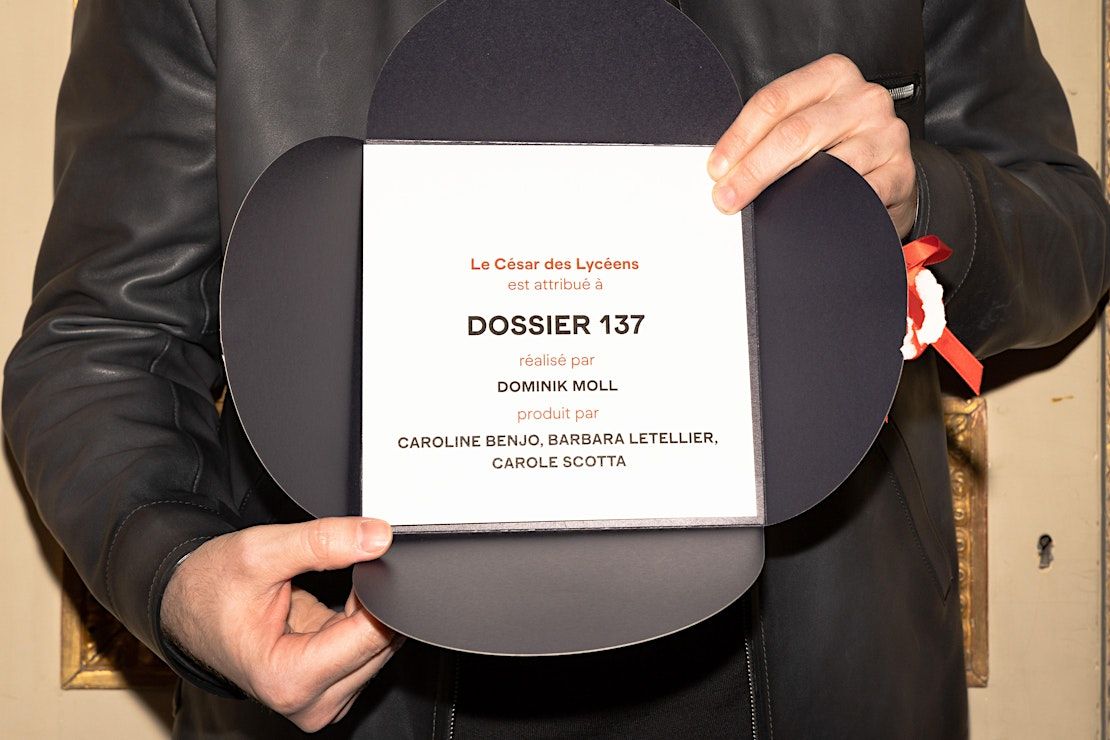 Le César des Lycéens
est attribué à
DOSSIER 137
réalisé par
DOMINIK MOLL
produit par
CAROLINE BENJO, BARBARA LETELLIER,
CAROLE SCOTTA